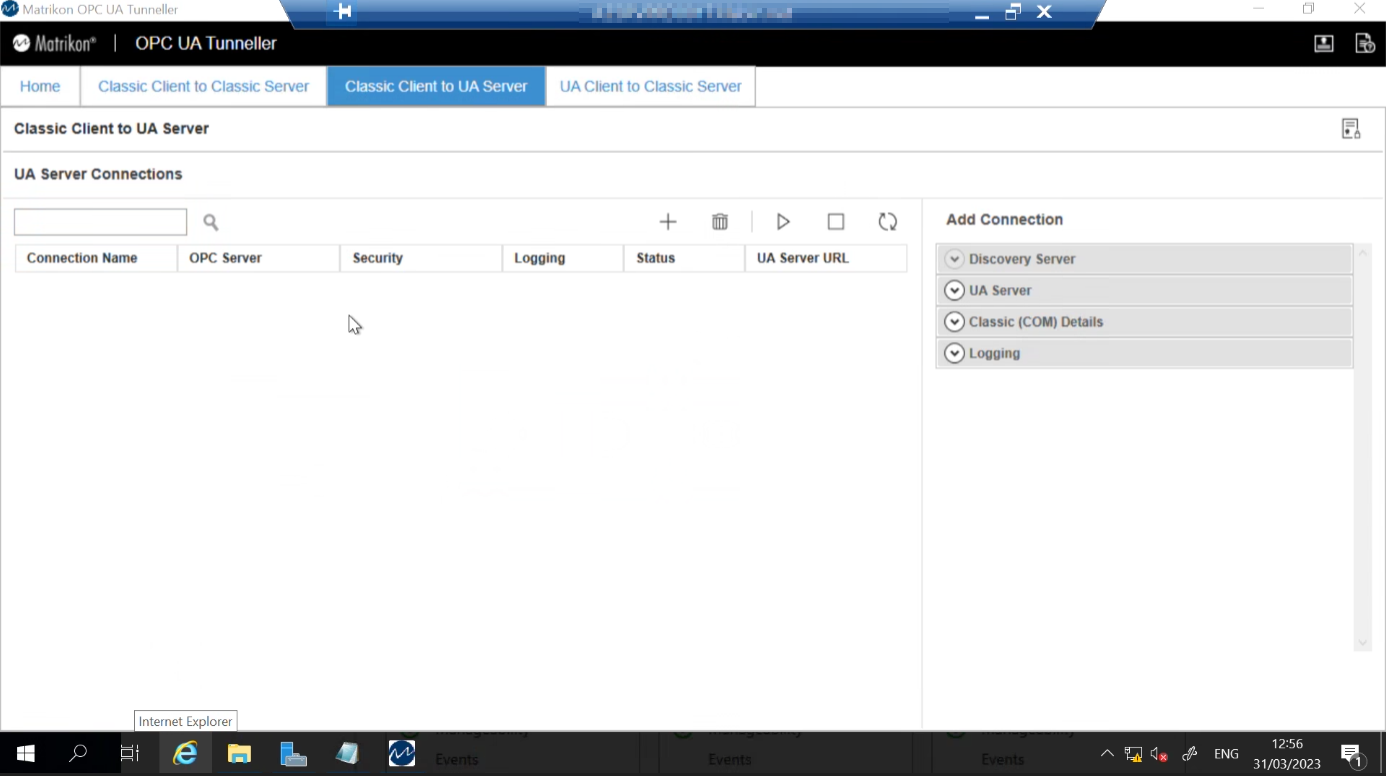 Matrikon OPC UA Tunneller
Matrikon® | OPC UA Tunneller
Home Classic Client to Classic Server Classic Client to UA Server UA Client to Classic Server
Classic Client to UA Server
UA Server Connections
Add Connection
Connection Name OPC Server Security Logging Status UA Server URL
Discovery Server
UA Server
Classic (COM) Details
Logging
Internet Explorer
Events Events Events
ENG
12:56
31/03/2023
1